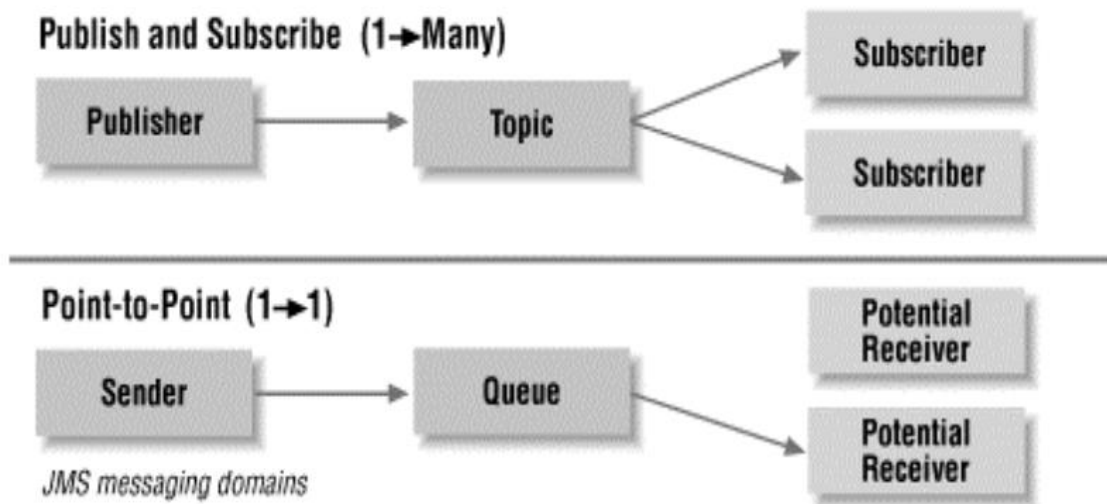 Publish and Subscribe (1→Many)
Publisher
Topic
Subscriber
Subscriber
Point-to-Point (1→1)
Sender
Queue
Potential
Receiver
Potential
Receiver
JMS messaging domains